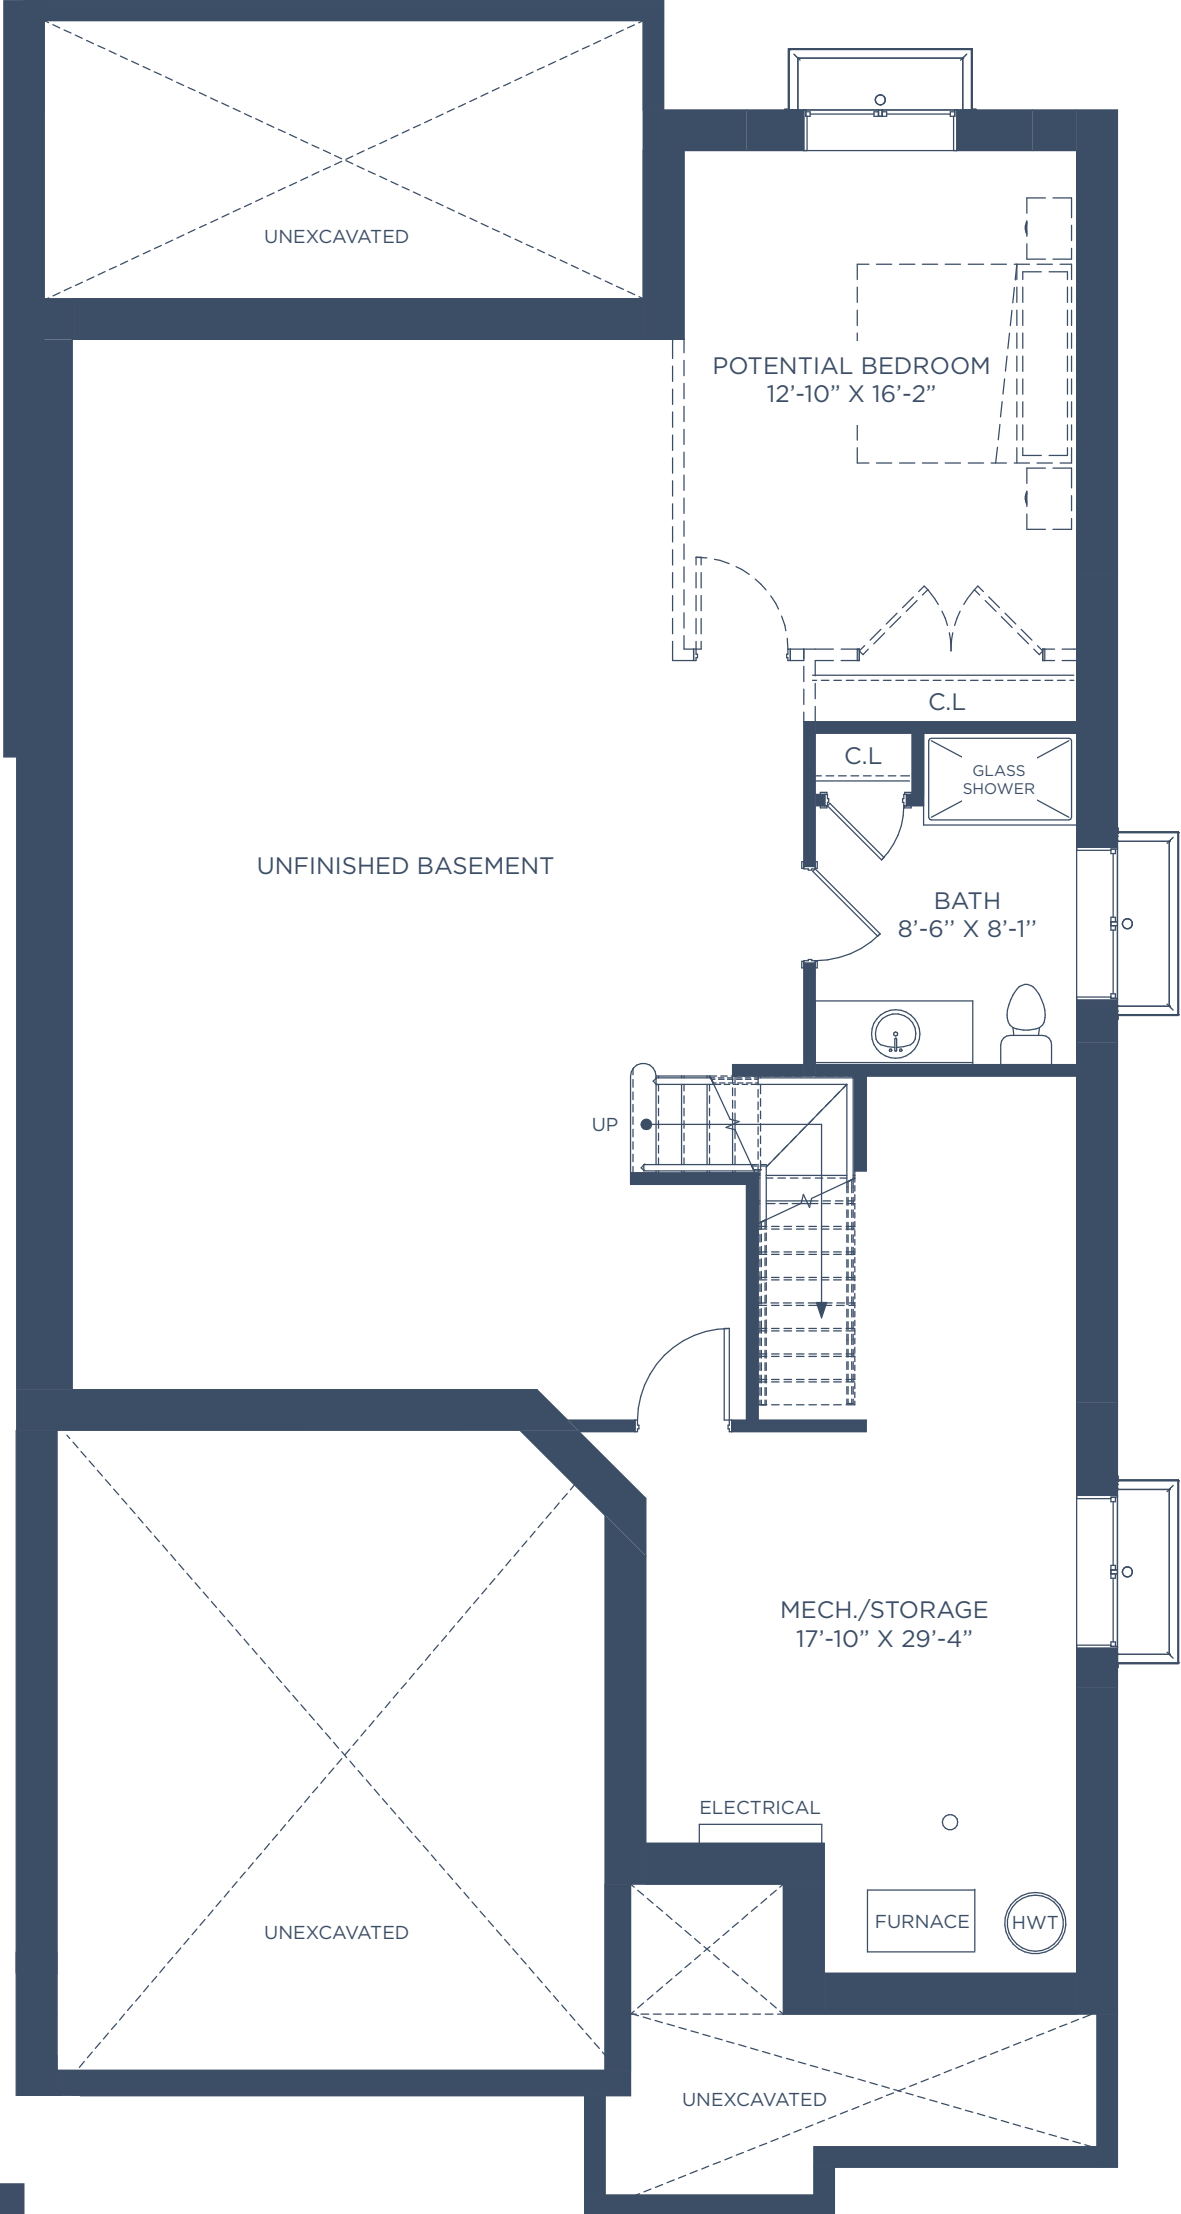 UNEXCAVATED
POTENTIAL BEDROOM
12’-10” X 16’-2”
C.L
C.L
GLASS
SHOWER
UNFINISHED BASEMENT
BATH
8’-6’’ X 8’-1’’
UP
MECH./STORAGE
17’-10” X 29’-4”
ELECTRICAL
FURNACE
HWT
UNEXCAVATED
UNEXCAVATED